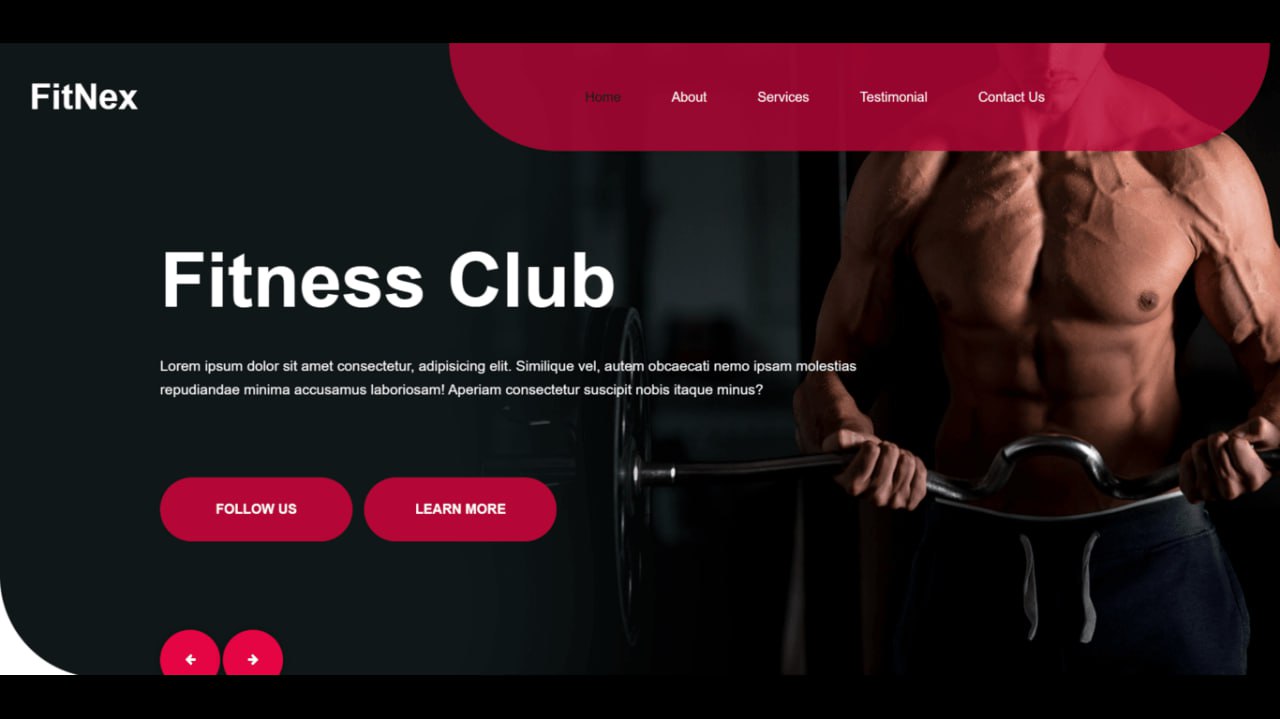 FitNex
Home About Services Testimonial Contact Us
Fitness Club
Lorem ipsum dolor sit amet consectetur, adipisicing elit. Similique vel, autem obcaecati nemo ipsam molestias
repudiandae minima accusamus laboriosam! Aperiam consectetur suscipit nobis itaque minus?
FOLLOW US LEARN MORE